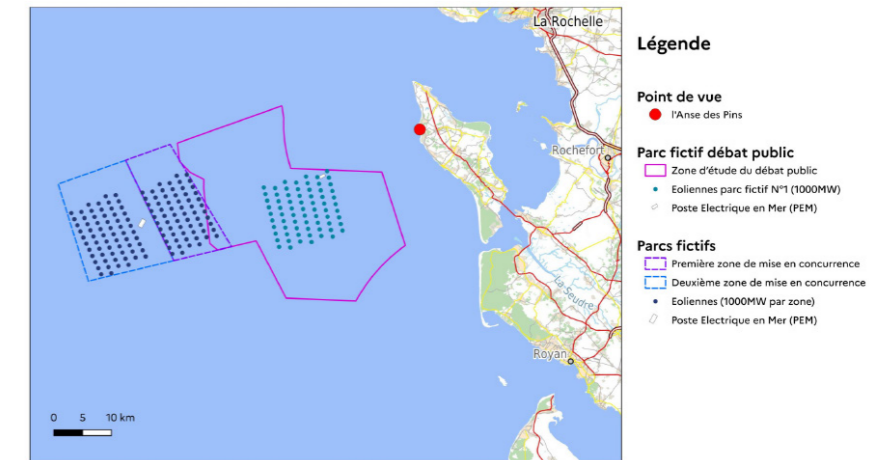 La Rochelle
Rochefort
La Seudre
Royan
0 5 10 km
Légende
Point de vue
l'Anse des Pins
Parc fictif débat public
Zone d'étude du débat public
Eoliennes parc fictif N°1 (1000MW)
Poste Electrique en Mer (PEM)
Parcs fictifs
Première zone de mise en concurrence
Deuxième zone de mise en concurrence
Eoliennes (1000MW par zone)
Poste Electrique en Mer (PEM)